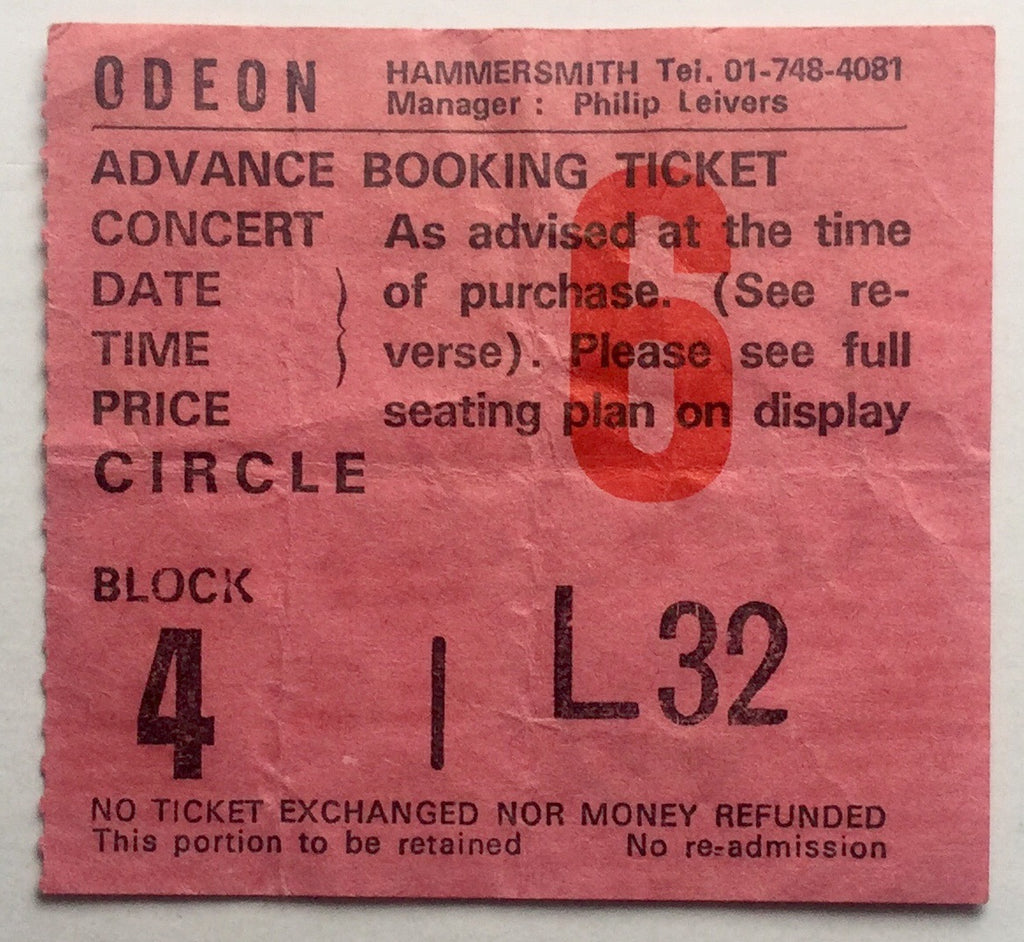 ODEON HAMMERSMITH Tel. 01-748-4081
Manager : Philip Leivers
ADVANCE BOOKING TICKET
CONCERT As advised at the time
DATE of purchase. (See re-
TIME verse). Please see full
PRICE seating plan on display
CIRCLE
6
BLOCK
4 | L32
NO TICKET EXCHANGED NOR MONEY REFUNDED
This portion to be retained No re-admission